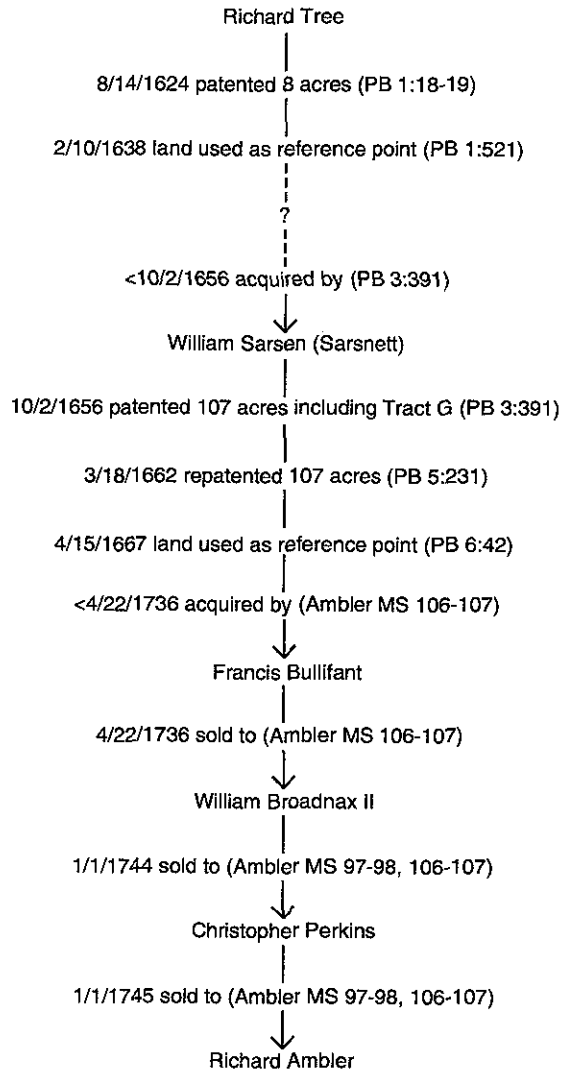 Richard Tree
8/14/1624 patented 8 acres (PB 1:18-19)
2/10/1638 land used as reference point (PB 1:521)
?
<10/2/1656 acquired by (PB 3:391)
William Sarsen (Sarsnett)
10/2/1656 patented 107 acres including Tract G (PB 3:391)
3/18/1662 repatented 107 acres (PB 5:231)
4/15/1667 land used as reference point (PB 6:42)
<4/22/1736 acquired by (Ambler MS 106-107)
Francis Bullifant
4/22/1736 sold to (Ambler MS 106-107)
William Broadnax II
1/1/1744 sold to (Ambler MS 97-98, 106-107)
Christopher Perkins
1/1/1745 sold to (Ambler MS 97-98, 106-107)
Richard Ambler